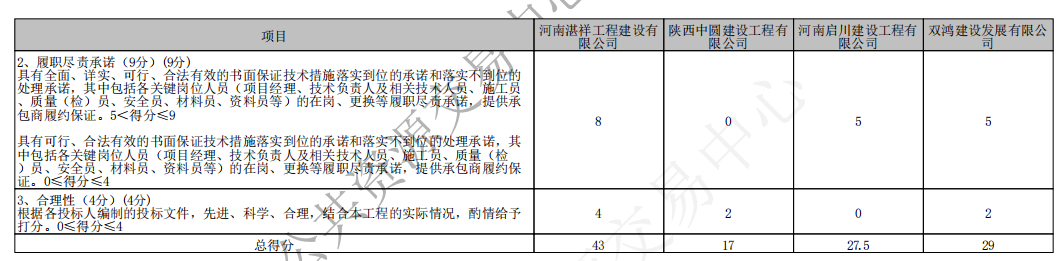 项目
河南湛祥工程建设有
限公司
陕西中圆建设工程有
限公司
河南启川建设工程有
限公司
双鸿建设发展有限公
司
2、履职尽责承诺（9分）(9分)
具有全面、详实、可行、合法有效的书面保证技术措施落实到位的承诺和落实不到位的
处理承诺，其中包括各关键岗位人员（项目经理、技术负责人及相关技术人员、施工员
、质量（检）员、安全员、材料员、资料员等）的在岗、更换等履职尽责承诺，提供承
包商履约保证。5＜得分≤9
具有可行、合法有效的书面保证技术措施落实到位的承诺和落实不到位的处理承诺，其
中包括各关键岗位人员（项目经理、技术负责人及相关技术人员、施工员、质量（检
）员、安全员、材料员、资料员等）的在岗、更换等履职尽责承诺，提供承包商履约保
证。0≤得分≤4
8
0
5
5
3、合理性（4分）(4分)
根据各投标人编制的投标文件，先进、科学、合理，结合本工程的实际情况，酌情给予
打分。0≤得分≤4
4
2
0
2
总得分
43
17
27.5
29
公共资源交易中心
交易中心